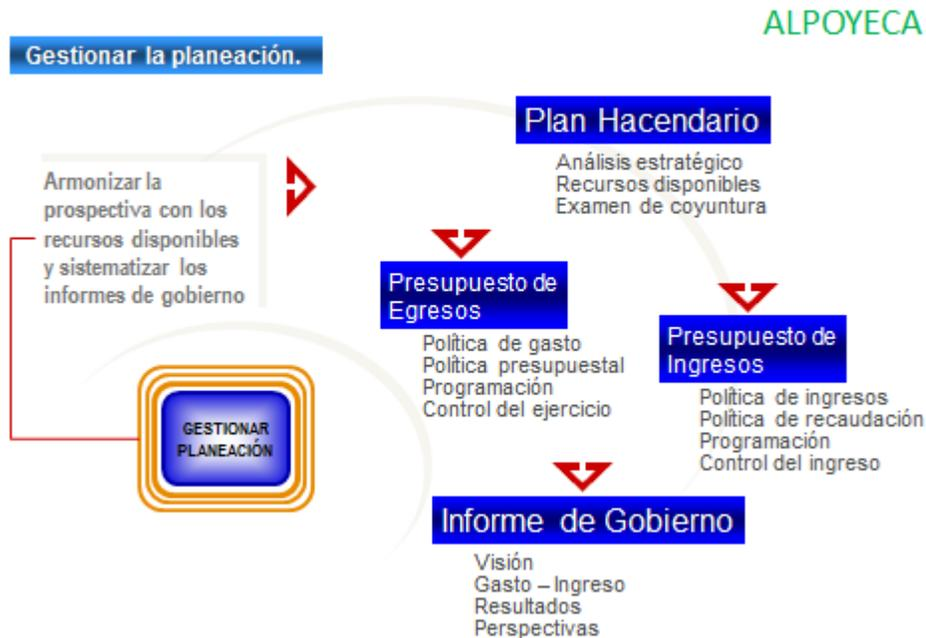 ALPOYECA
Gestionar la planeación.
Armonizar la
prospectiva con los
recursos disponibles
y sistematizar los
informes de gobierno
GESTIONAR
PLANEACIÓN
Plan Hacendario
Análisis estratégico
Recursos disponibles
Examen de coyuntura
Presupuesto de
Egresos
Política de gasto
Política presupuestal
Programación
Control del ejercicio
Presupuesto de
Ingresos
Política de ingresos
Política de recaudación
Programación
Control del ingreso
Informe de Gobierno
Visión
Gasto – Ingreso
Resultados
Perspectivas